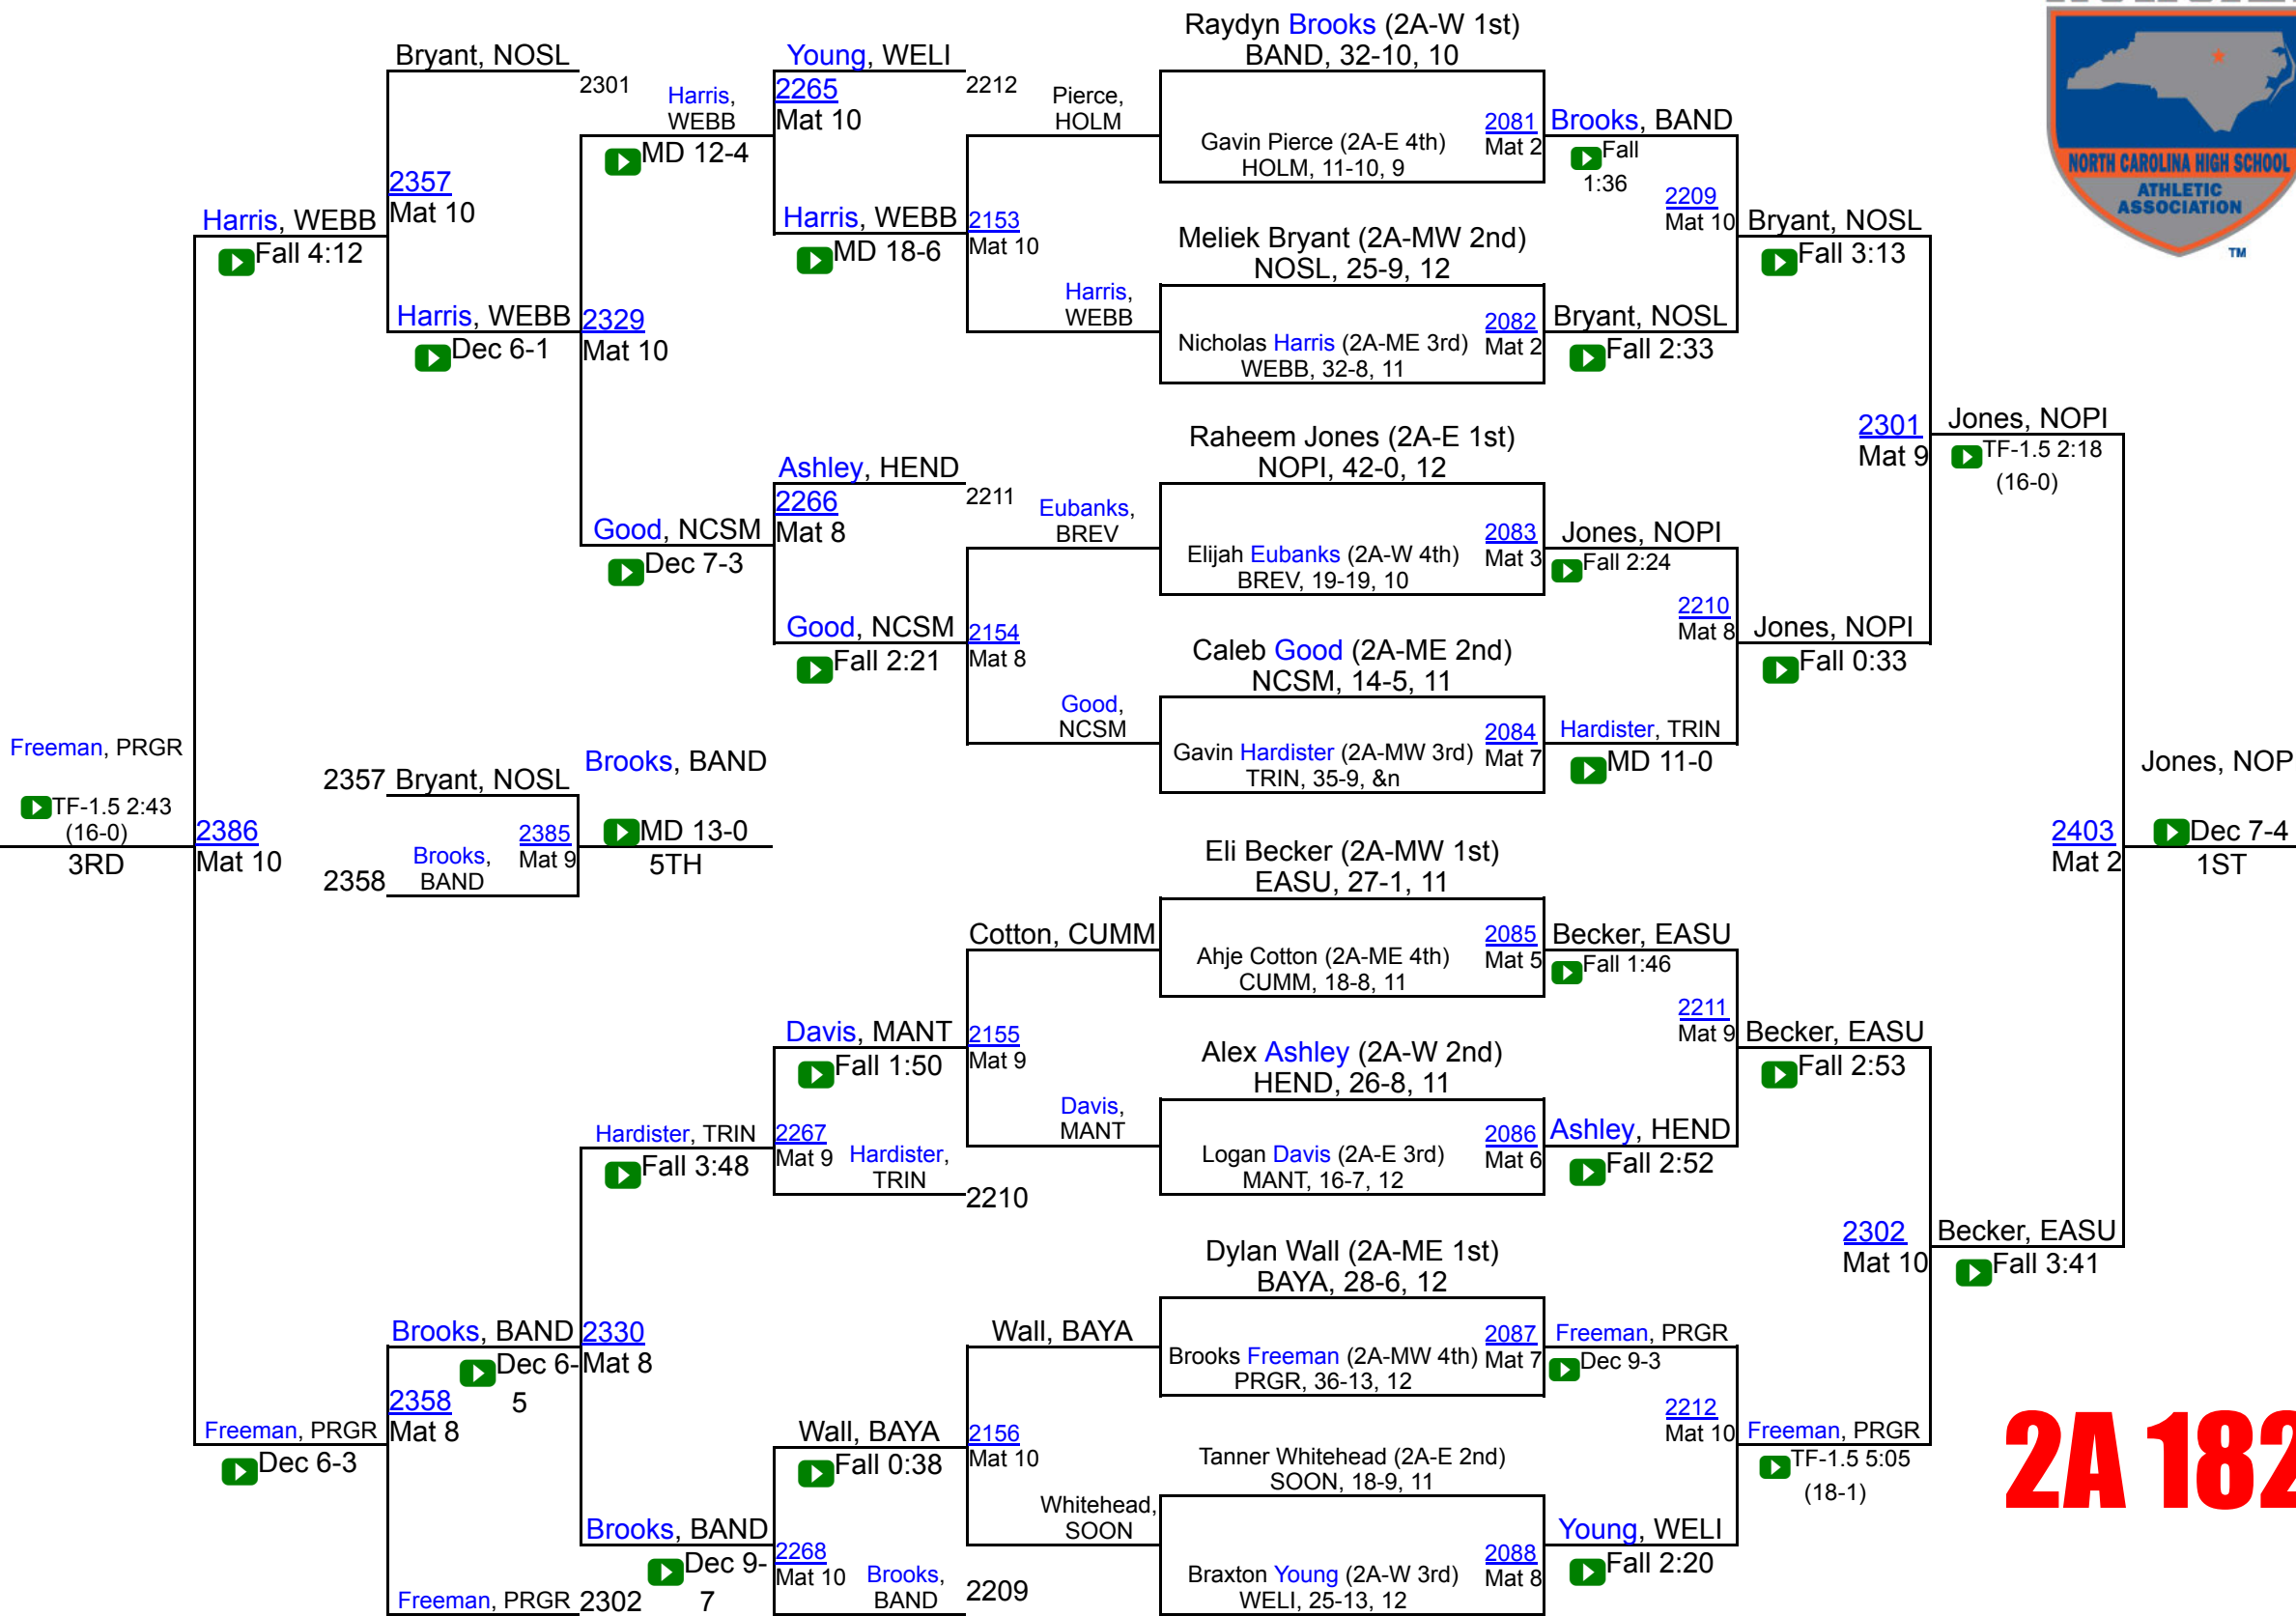 Bryant, NOSL
2301
2357
Mat 10
Harris, WEBB
Fall 4:12
Harris, WEBB
Dec 6-1
2329
Mat 10
Harris,
WEBB
MD 12-4
Young, WELI
2212
2265
Mat 10
Harris, WEBB
MD 18-6
2153
Mat 10
Pierce,
HOLM
Harris,
WEBB
Good, NCSM
Dec 7-3
Ashley, HEND
2211
2266
Mat 8
Good, NCSM
Fall 2:21
2154
Mat 8
Eubanks,
BREV
Good,
NCSM
Freeman, PRGR
TF-1.5 2:43
(16-0)
3RD
2386
Mat 10
2357 Bryant, NOSL
2358
Brooks,
BAND
2385
Mat 9
Brooks, BAND
MD 13-0
5TH
Cotton, CUMM
Davis, MANT
Fall 1:50
2155
Mat 9
Davis,
MANT
Hardister, TRIN
Fall 3:48
2267
Mat 9
Hardister,
TRIN
2210
Brooks, BAND
Dec 6-
5
2330
Mat 8
2358
Mat 8
Freeman, PRGR
Dec 6-3
Freeman, PRGR 2302
Wall, BAYA
Wall, BAYA
Fall 0:38
2156
Mat 10
Whitehead,
SOON
Brooks, BAND
Dec 9-
7
2268
Mat 10
Brooks,
BAND
2209
Raydyn Brooks (2A-W 1st)
BAND, 32-10, 10
Gavin Pierce (2A-E 4th)
HOLM, 11-10, 9
2081
Mat 2
Brooks, BAND
Fall
1:36
Meliek Bryant (2A-MW 2nd)
NOSL, 25-9, 12
Nicholas Harris (2A-ME 3rd)
WEBB, 32-8, 11
2082
Mat 2
Bryant, NOSL
Fall 2:33
2209
Mat 10
Bryant, NOSL
Fall 3:13
Raheem Jones (2A-E 1st)
NOPI, 42-0, 12
Elijah Eubanks (2A-W 4th)
BREV, 19-19, 10
2083
Mat 3
Jones, NOPI
Fall 2:24
Caleb Good (2A-ME 2nd)
NCSM, 14-5, 11
Gavin Hardister (2A-MW 3rd)
TRIN, 35-9, &n
2084
Mat 7
Hardister, TRIN
MD 11-0
2210
Mat 8
Jones, NOPI
Fall 0:33
2301
Mat 9
Jones, NOPI
TF-1.5 2:18
(16-0)
Eli Becker (2A-MW 1st)
EASU, 27-1, 11
Ahje Cotton (2A-ME 4th)
CUMM, 18-8, 11
2085
Mat 5
Becker, EASU
Fall 1:46
Alex Ashley (2A-W 2nd)
HEND, 26-8, 11
Logan Davis (2A-E 3rd)
MANT, 16-7, 12
2086
Mat 6
Ashley, HEND
Fall 2:52
2211
Mat 9
Becker, EASU
Fall 2:53
Dylan Wall (2A-ME 1st)
BAYA, 28-6, 12
Brooks Freeman (2A-MW 4th)
PRGR, 36-13, 12
2087
Mat 7
Freeman, PRGR
Dec 9-3
Tanner Whitehead (2A-E 2nd)
SOON, 18-9, 11
Braxton Young (2A-W 3rd)
WELI, 25-13, 12
2088
Mat 8
Young, WELI
Fall 2:20
2212
Mat 10
Freeman, PRGR
TF-1.5 5:05
(18-1)
2302
Mat 10
Becker, EASU
Fall 3:41
2403
Mat 2
Jones, NOP
Dec 7-4
1ST
NORTH CAROLINA HIGH SCHOOL
ATHLETIC
ASSOCIATION
TM
2A 182